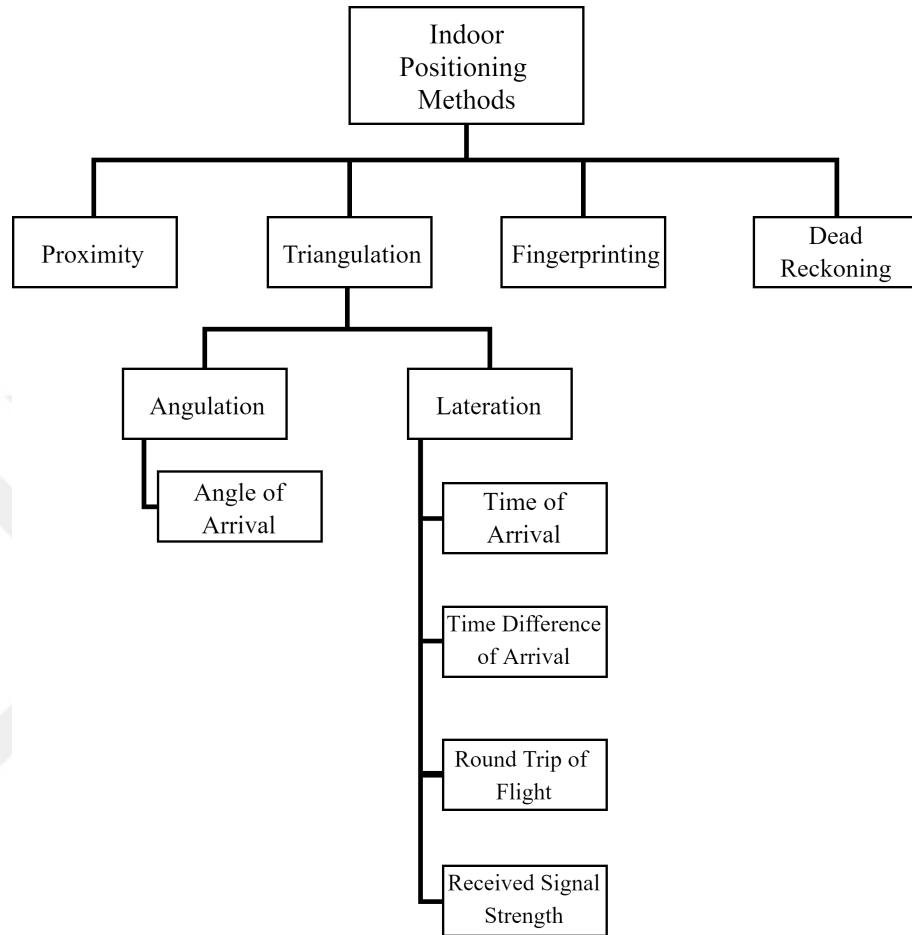 Indoor
Positioning
Methods
Proximity
Triangulation
Fingerprinting
Dead
Reckoning
Angulation
Lateration
Angle of
Arrival
Time of
Arrival
Time Difference
of Arrival
Round Trip of
Flight
Received Signal
Strength